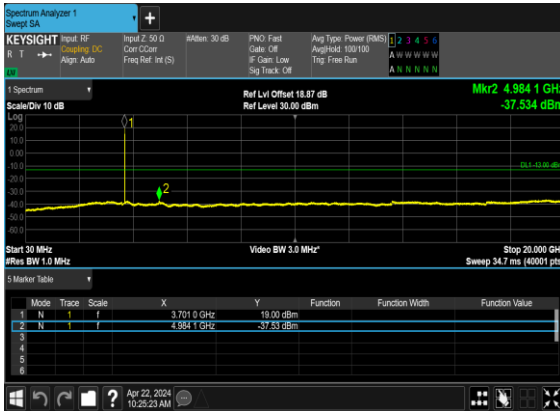 Spectrum Analyzer 1
Swept SA
+
KEYSIGHT
R T
Input: RF
Coupling: DC
Align: Auto
Input Z: 50 Ω
Corr CCorr
Freq Ref: Int (S)
#Atten: 30 dB
PNO: Fast
Gate: Off
IF Gain: Low
Sig Track: Off
Avg Type: Power (RMS)
Avg|Hold: 100/100
Trig: Free Run
1 2 3 4 5 6
A W W W W W
A N N N N N
1 Spectrum
Scale/Div 10 dB
Ref Lvl Offset 18.87 dB
Ref Level 30.00 dBm
Mkr2 4.984 1 GHz
-37.534 dBm
Log
20.0
10.0
0.00
-10.0
-20.0
-30.0
-40.0
-50.0
-60.0
1
2
DL1 -13.00 dBm
Start 30 MHz
#Res BW 1.0 MHz
Video BW 3.0 MHz*
Stop 20.000 GHz
Sweep 34.7 ms (40001 pts)
5 Marker Table
Mode Trace Scale X Y Function Function Width Function Value
1 N 1 f 3.701 0 GHz 19.00 dBm
2 N 1 f 4.984 1 GHz -37.53 dBm
3
4
5
6
?
Apr 22, 2024
10:25:23 AM